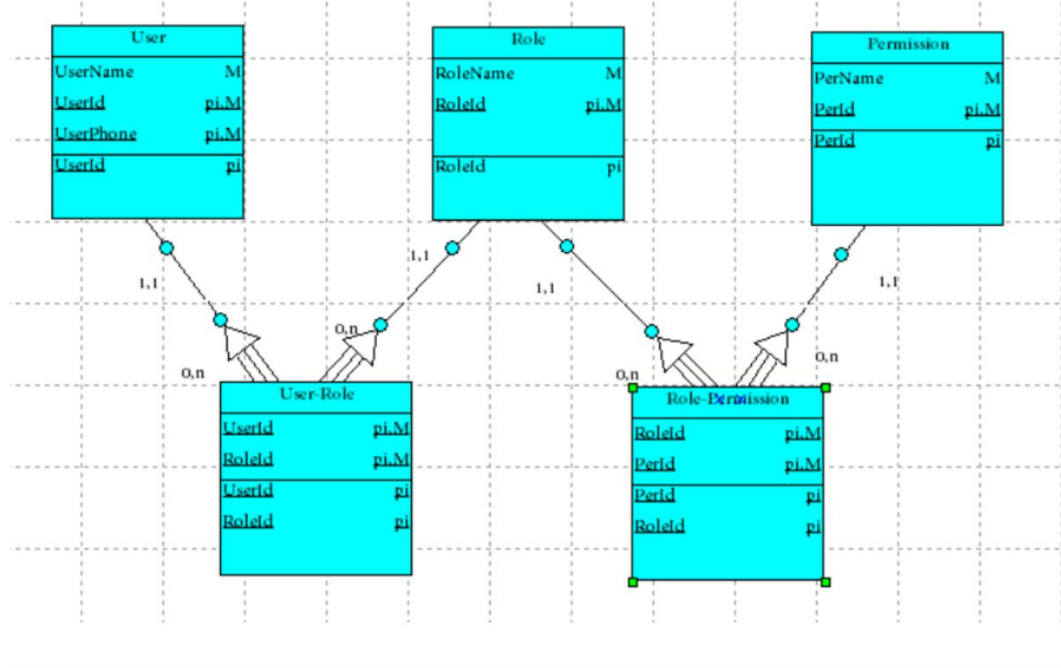 User
UserName M
UserId pi.M
UserPhone pi.M
UserId pi
Role
RoleName M
RoleId pi.M
RoleId pi
Permission
PerName M
PerId pi.M
PerId pi
1,1
1,1
1,1
1,1
0,n
0,n
0,n
0,n
User-Role
UserId pi.M
RoleId pi.M
UserId pi
RoleId pi
Role-Permission
RoleId pi.M
PerId pi.M
PerId pi
RoleId pi